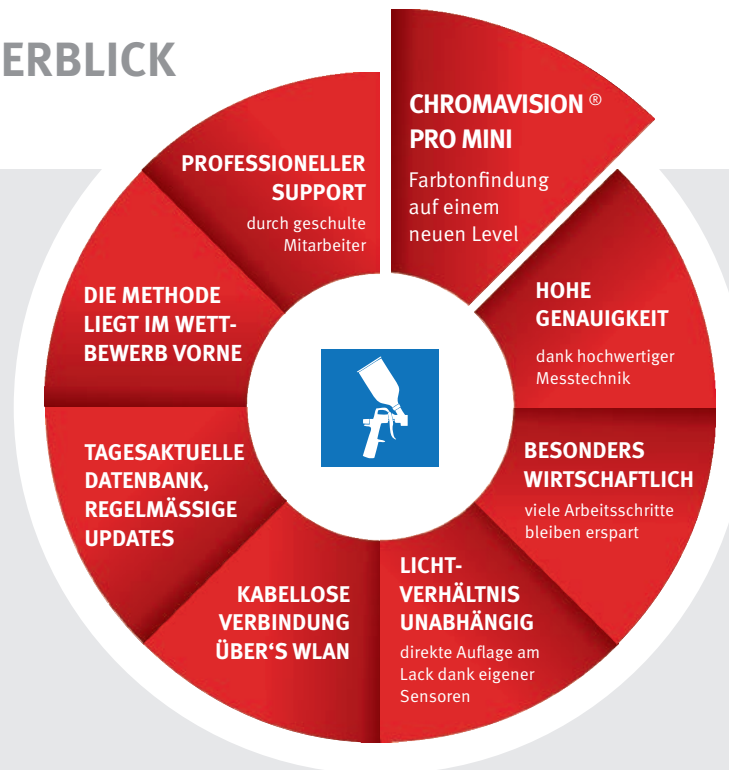 ERBLICK
CHROMAVISION ®
PRO MINI
Farbtonfindung
auf einem
neuen Level
HOHE
GENAUIGKEIT
dank hochwertiger
Messtechnik
BESONDERS
WIRTSCHAFTLICH
viele Arbeitsschritte
bleiben erspart
LICHT-
VERHÄLTNIS
UNABHÄNGIG
direkte Auflage am
Lack dank eigener
Sensoren
KABELLOSE
VERBINDUNG
ÜBER‘S WLAN
TAGESAKTUELLE
DATENBANK,
REGELMÄSSIGE
UPDATES
DIE METHODE
LIEGT IM WETT-
BEWERB VORNE
PROFESSIONELLER
SUPPORT
durch geschulte
Mitarbeiter